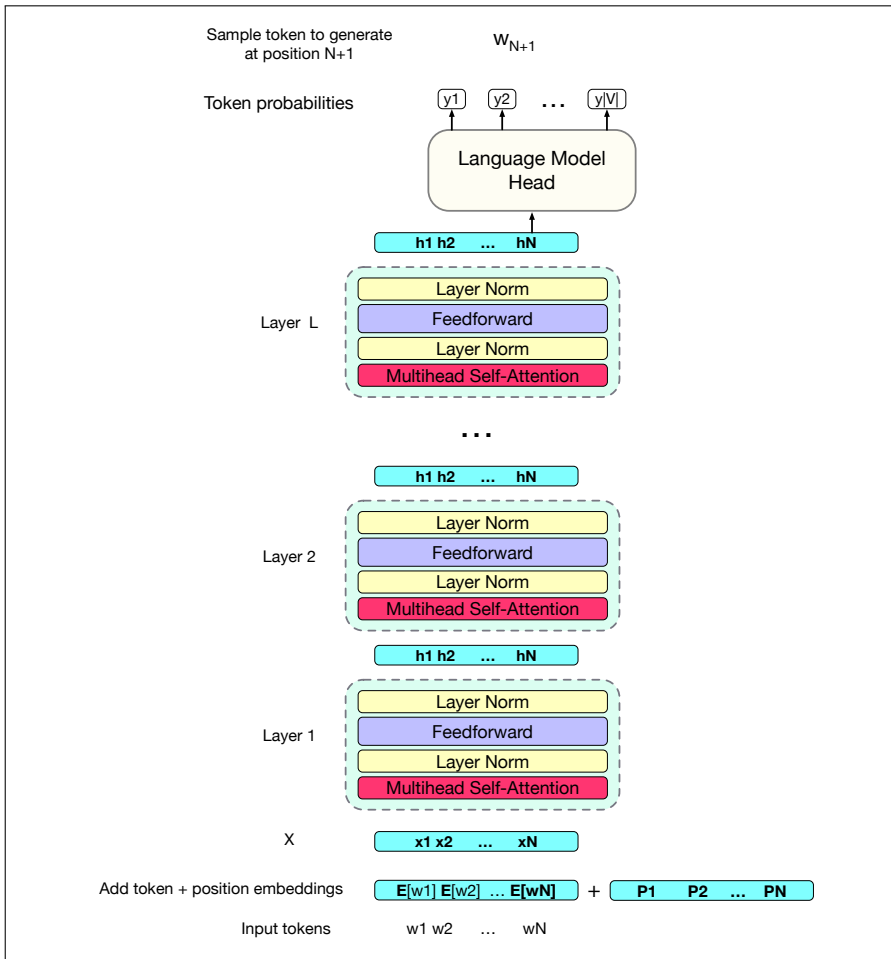 Sample token to generate
at position N+1
wN+1
Token probabilities
y1 y2 ... y|V|
Language Model
Head
h1 h2 ... hN
Layer L
Layer Norm
Feedforward
Layer Norm
Multihead Self-Attention
...
h1 h2 ... hN
Layer 2
Layer Norm
Feedforward
Layer Norm
Multihead Self-Attention
h1 h2 ... hN
Layer 1
Layer Norm
Feedforward
Layer Norm
Multihead Self-Attention
X x1 x2 ... xN
Add token + position embeddings E[w1] E[w2] ... E[wN] + P1 P2 ... PN
Input tokens w1 w2 ... wN